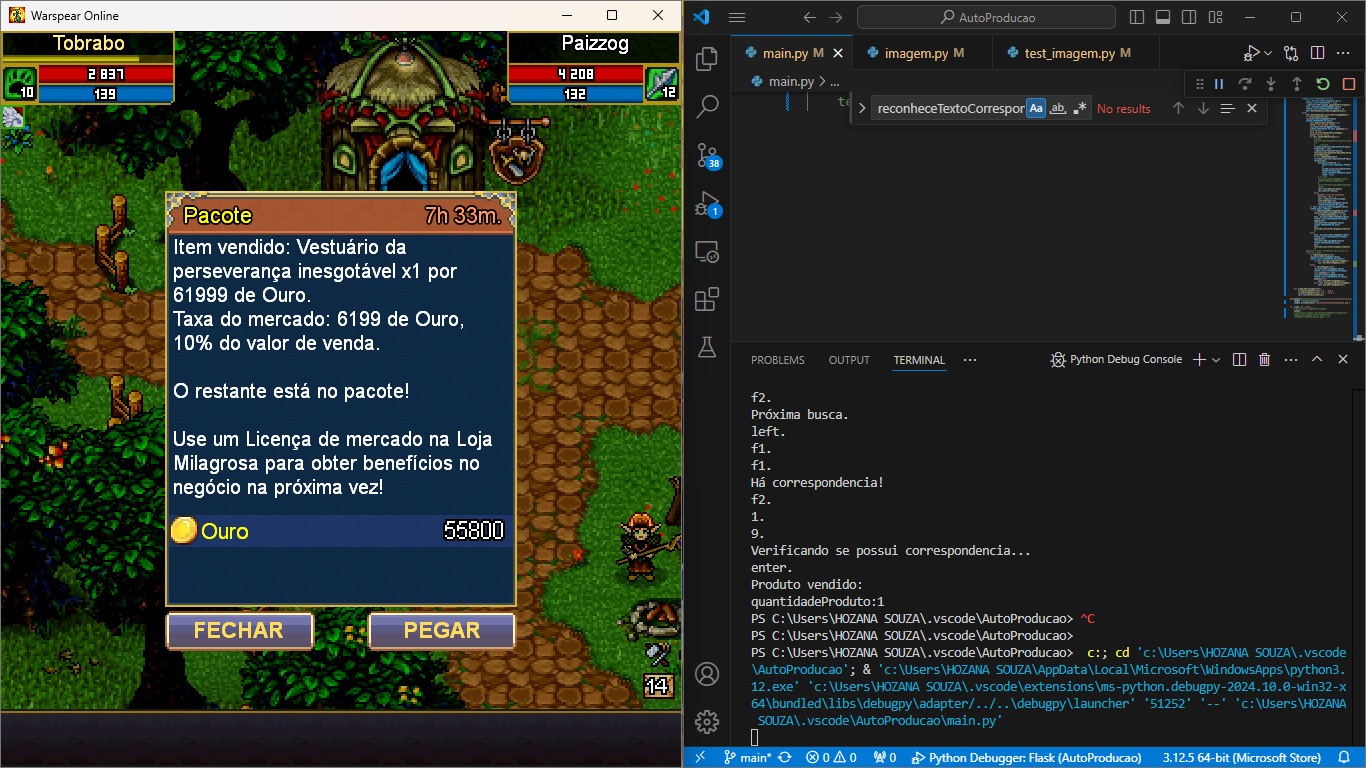 Warspear Online
Tobrabo
2 837
10
139
Paizzog
4 208
12
132
Pacote
7h 33m.
Item vendido: Vestuário da
perseverança inesgotável x1 por
61999 de Ouro.
Taxa do mercado: 6199 de Ouro,
10% do valor de venda.
O restante está no pacote!
Use um Licença de mercado na Loja
Milagrosa para obter benefícios no
negócio na próxima vez!
Ouro
55800
FECHAR
PEGAR
14
AutoProducao
main.py M
imagem.py M
test_imagem.py M
main.py > ...
te
reconheceTextoCorrespor
Aa
ab
No results
38
1
PROBLEMS
OUTPUT
TERMINAL
Python Debug Console
f2.
Próxima busca.
left.
f1.
f1.
Há correspondencia!
f2.
1.
9.
Verificando se possui correspondencia...
enter.
Produto vendido:
quantidadeProduto:1
PS C:\Users\HOZANA SOUZA\.vscode\AutoProducao> ^C
PS C:\Users\HOZANA SOUZA\.vscode\AutoProducao>
PS C:\Users\HOZANA SOUZA\.vscode\AutoProducao>  c:; cd 'c:\Users\HOZANA SOUZA\.vscode
\AutoProducao'; & 'c:\Users\HOZANA SOUZA\AppData\Local\Microsoft\WindowsApps\python3.
12.exe' 'c:\Users\HOZANA SOUZA\.vscode\extensions\ms-python.debugpy-2024.10.0-win32-x
64\bundled\libs\debugpy\adapter/../..\debugpy\launcher' '51252' '--' 'c:\Users\HOZANA
SOUZA\.vscode\AutoProducao\main.py'
main*
0
0
0
Python Debugger: Flask (AutoProducao)
3.12.5 64-bit (Microsoft Store)